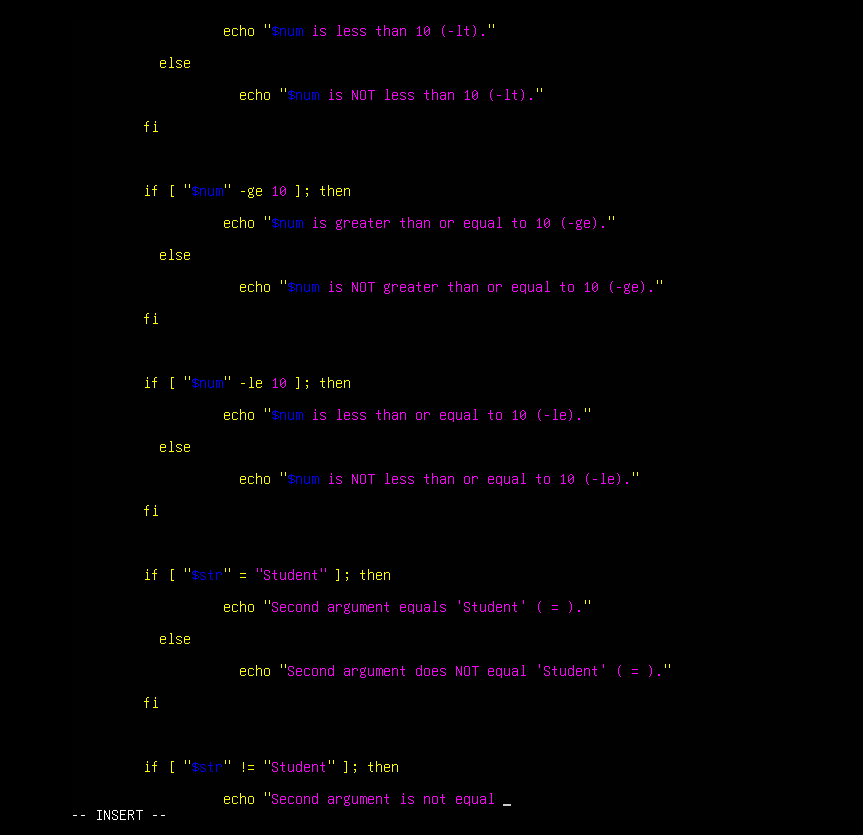 echo "$num is less than 10 (-lt)."
else
echo "$num is NOT less than 10 (-lt)."
fi
if [ "$num" -ge 10 ]; then
echo "$num is greater than or equal to 10 (-ge)."
else
echo "$num is NOT greater than or equal to 10 (-ge)."
fi
if [ "$num" -le 10 ]; then
echo "$num is less than or equal to 10 (-le)."
else
echo "$num is NOT less than or equal to 10 (-le)."
fi
if [ "$str" = "Student" ]; then
echo "Second argument equals 'Student' ( = )."
else
echo "Second argument does NOT equal 'Student' ( = )."
fi
if [ "$str" != "Student" ]; then
echo "Second argument is not equal _
-- INSERT --